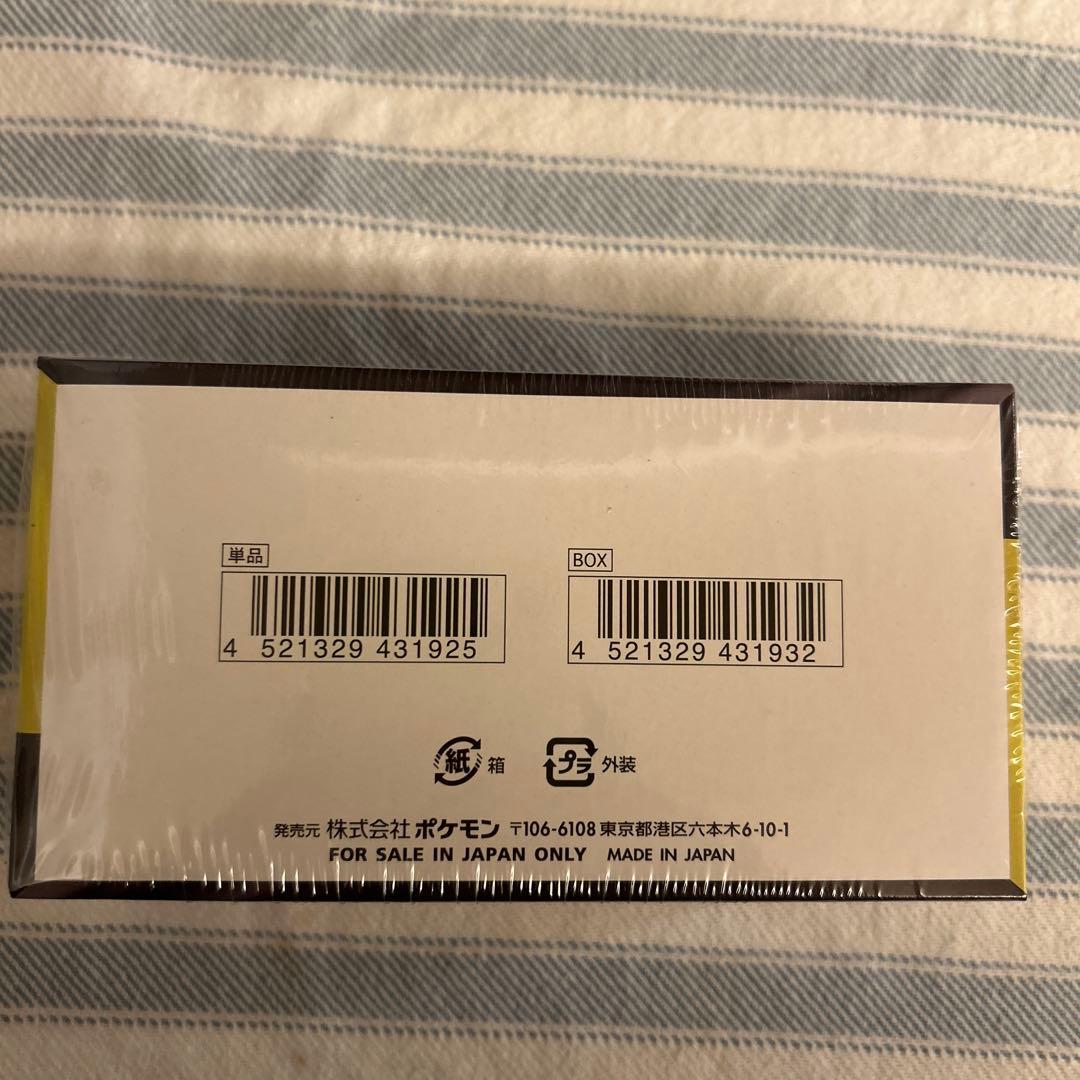 単品
BOX
4 521329 431925
4 521329 431932
紙 箱
プラ 外装
発売元 株式会社 ポケモン 〒106-6108 東京都港区六本木6-10-1
FOR SALE IN JAPAN ONLY MADE IN JAPAN